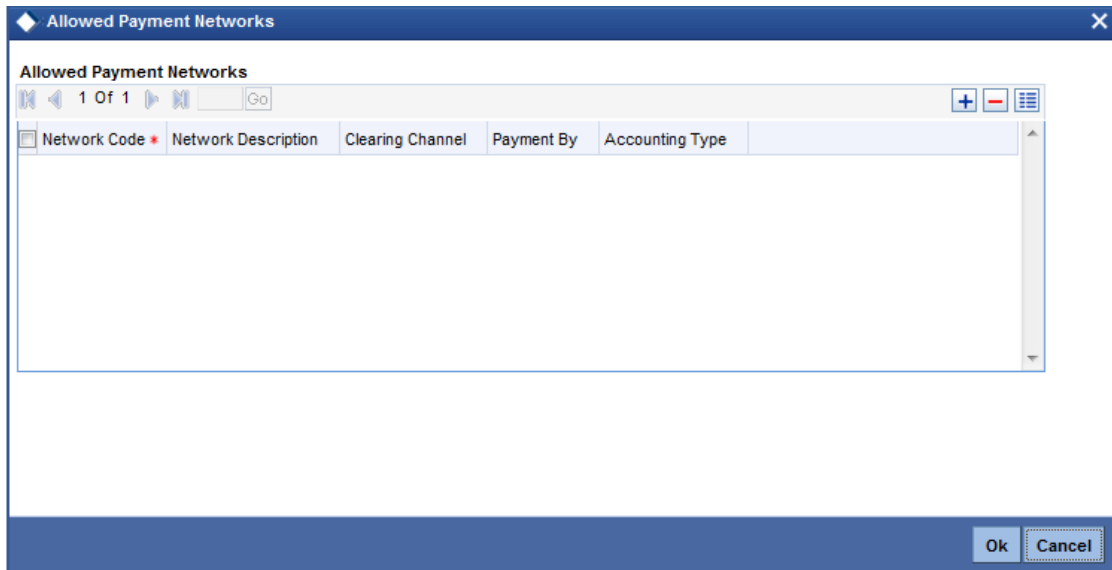 Allowed Payment Networks
Allowed Payment Networks
1 Of 1 Go
Network Code * Network Description Clearing Channel Payment By Accounting Type
Ok Cancel